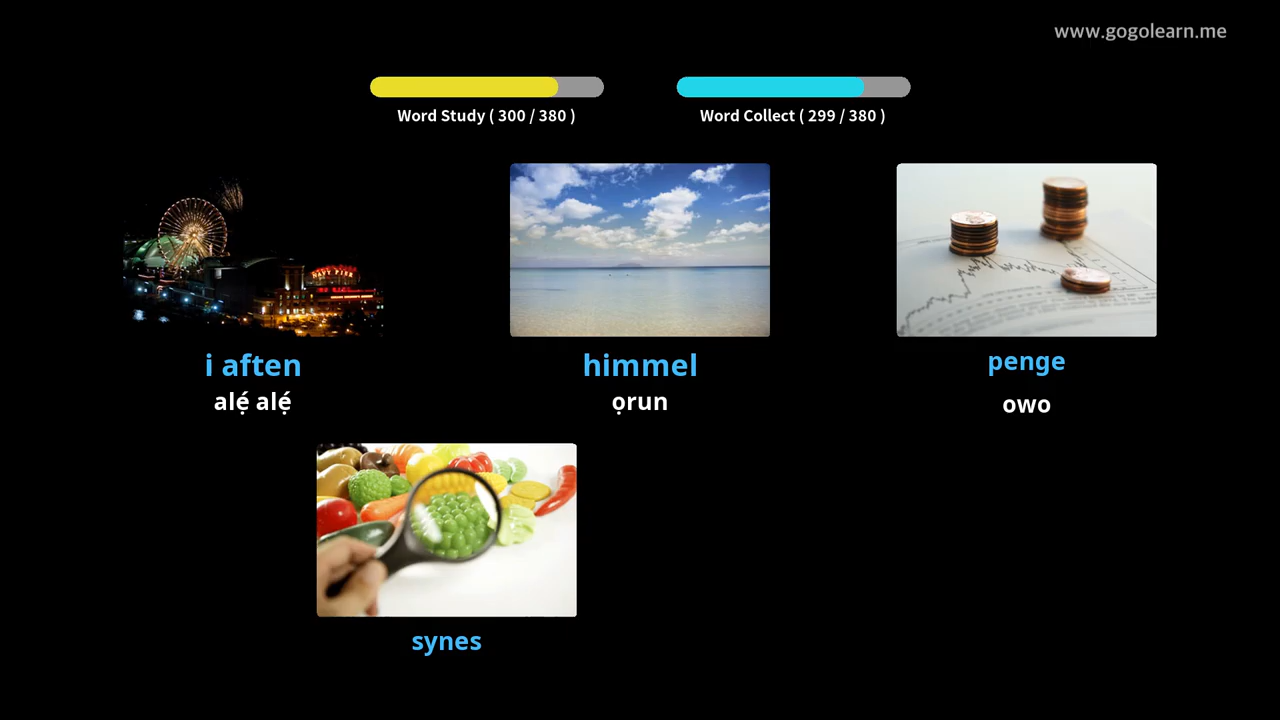 www.gogolearn.me
Word Study ( 300 / 380 )
Word Collect ( 299 / 380 )
i aften
himmel
penge
alẹ́ alẹ́
ọrun
owo
synes